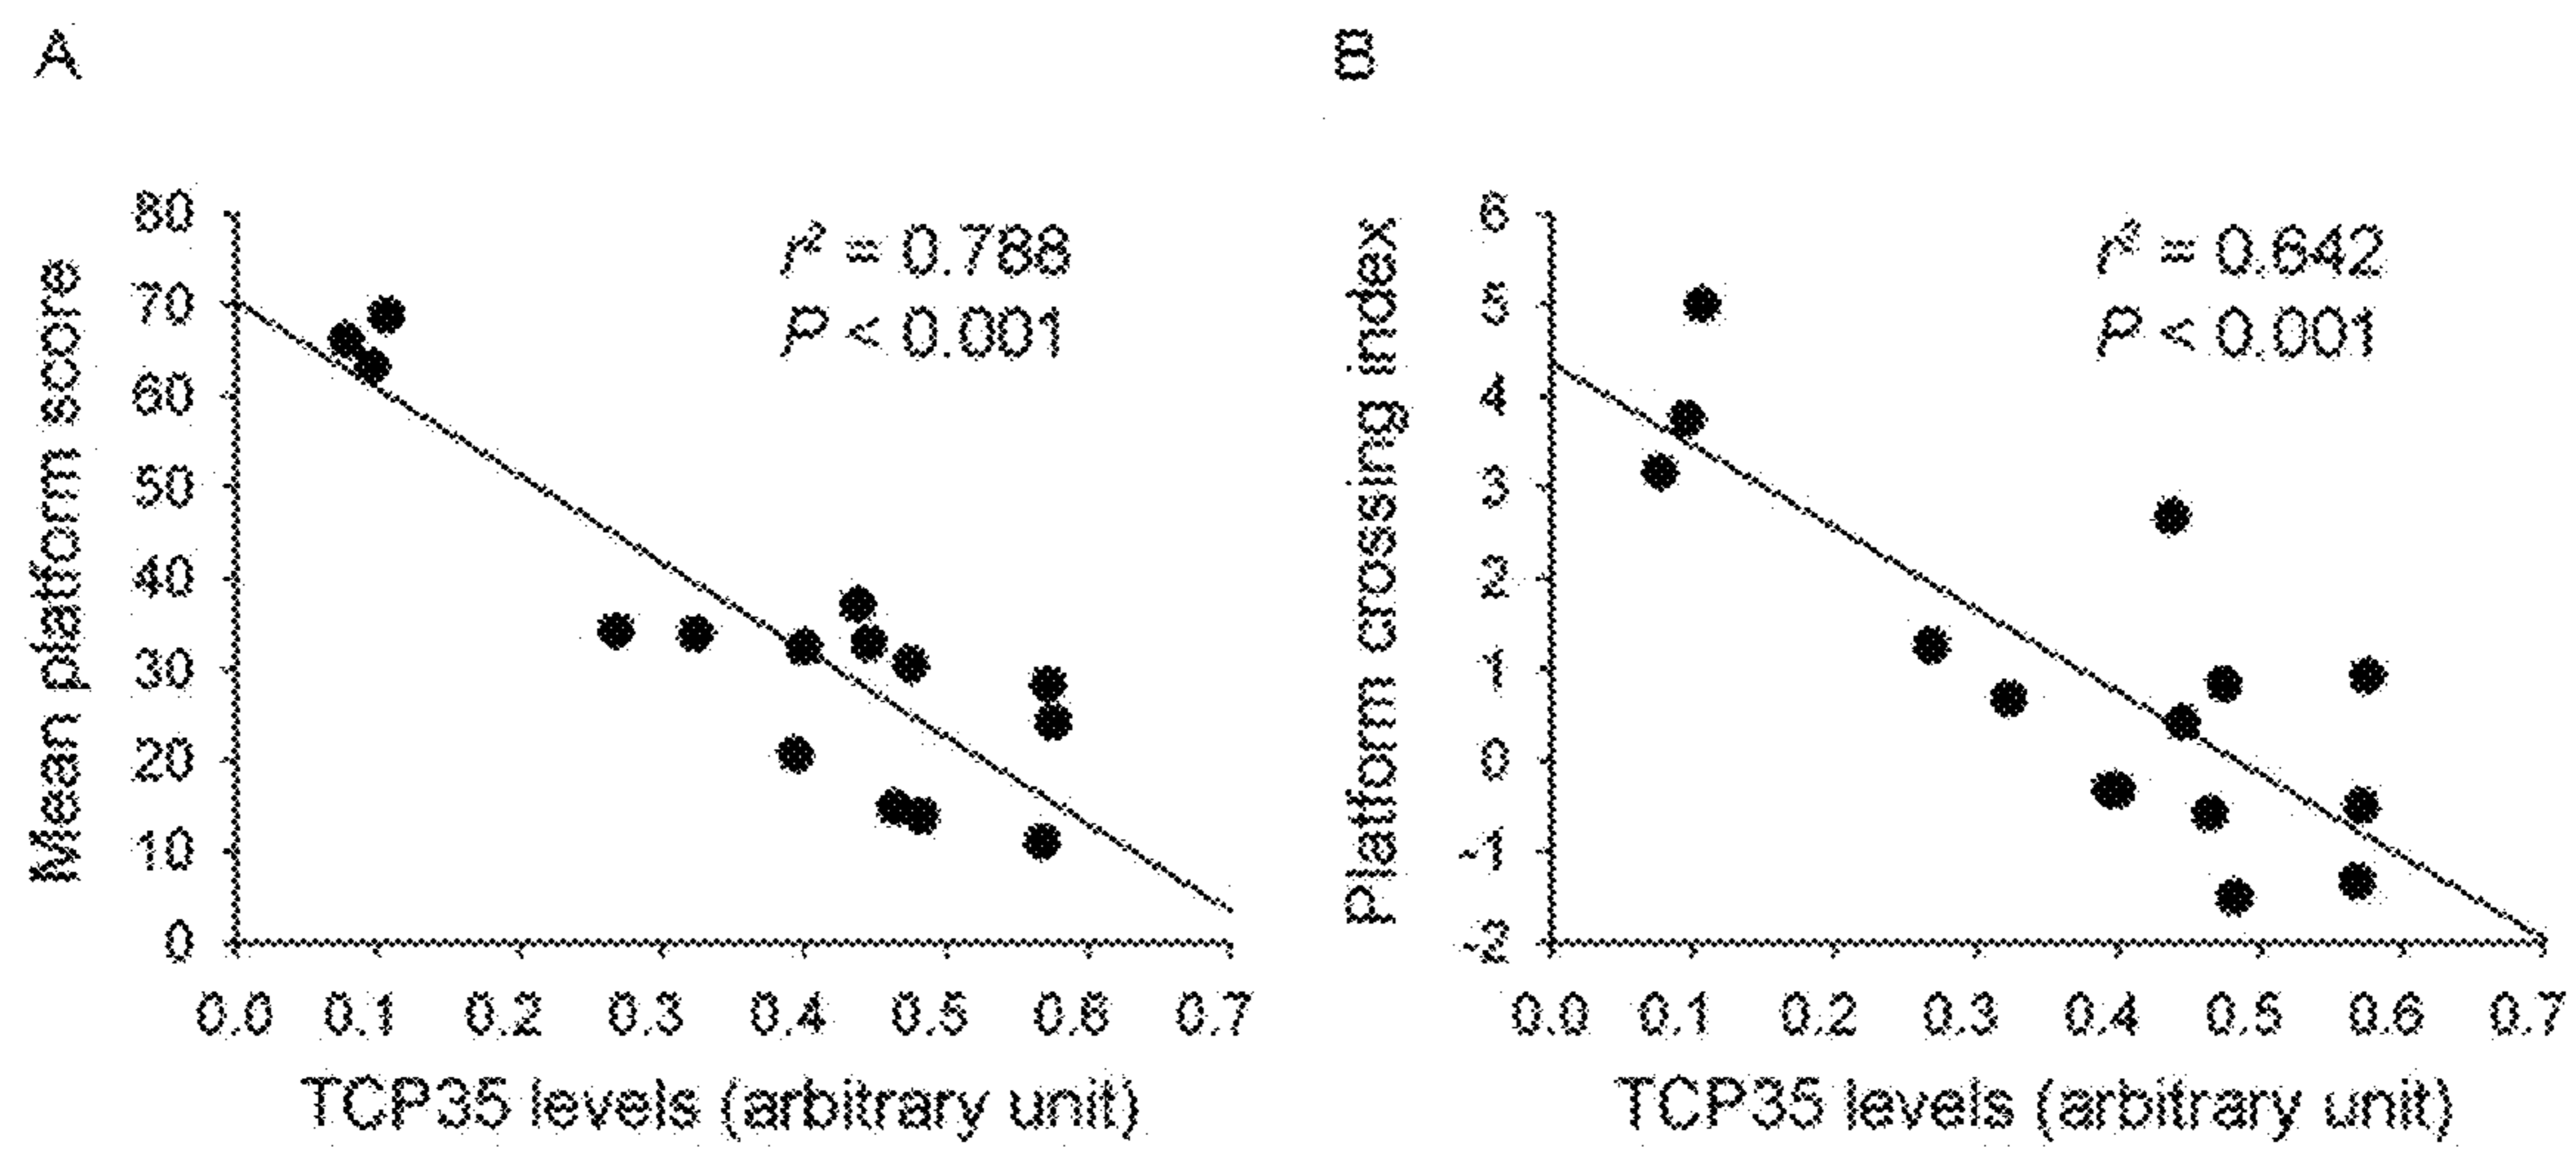 A
B
Mean platform score
80
70
60
50
40
30
20
10
0
r² = 0.788
P < 0.001
0.0 0.1 0.2 0.3 0.4 0.5 0.6 0.7
TCP35 levels (arbitrary unit)
Platform crossing index
6
5
4
3
2
1
0
-1
-2
r² = 0.642
P < 0.001
0.0 0.1 0.2 0.3 0.4 0.5 0.6 0.7
TCP35 levels (arbitrary unit)